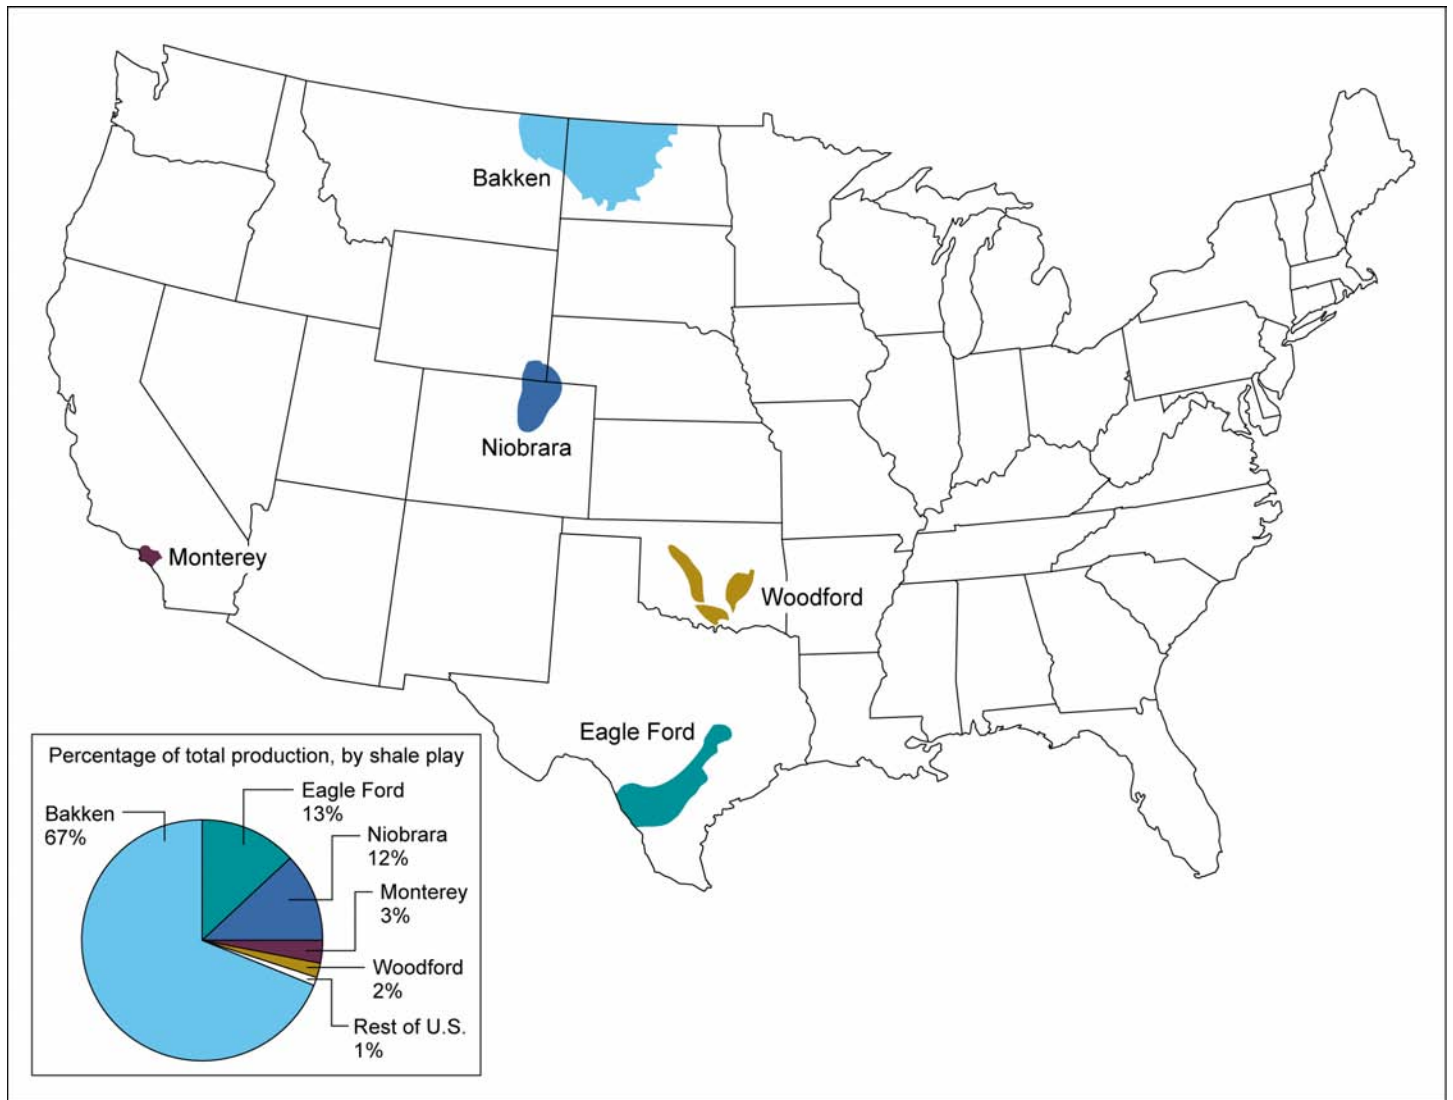 Bakken
Niobrara
Monterey
Woodford
Eagle Ford
Percentage of total production, by shale play
Eagle Ford
13%
Bakken
67%
Niobrara
12%
Monterey
3%
Woodford
2%
Rest of U.S.
1%